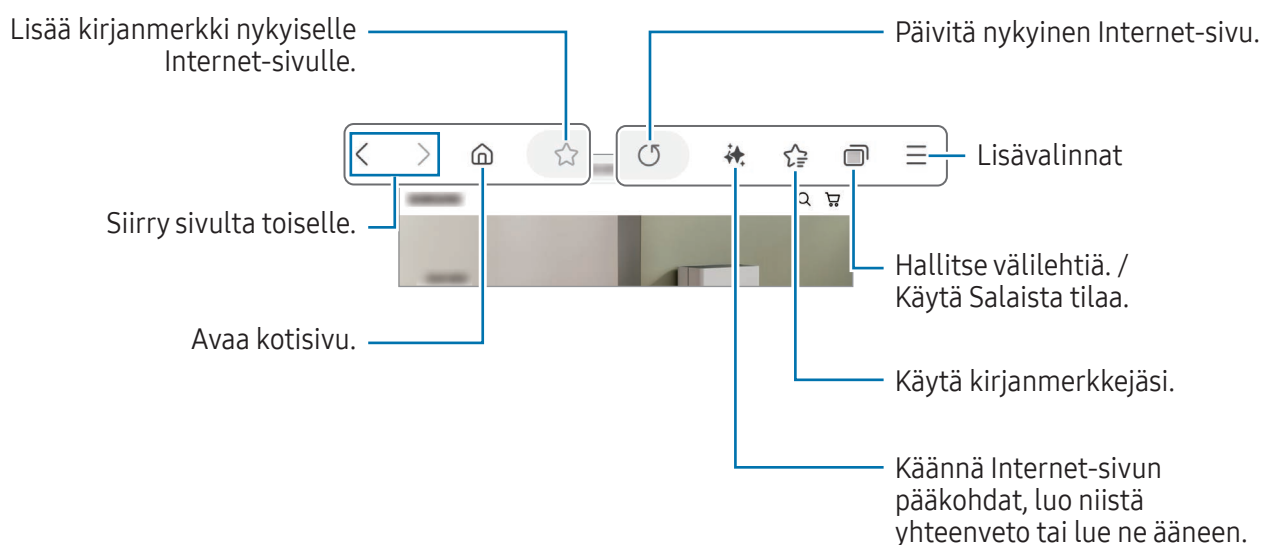 Lisää kirjanmerkki nykyiselle
Internet-sivulle.
Päivitä nykyinen Internet-sivu.
Lisävalinnat
Siirry sivulta toiselle.
Hallitse välilehtiä. /
Käytä Salaista tilaa.
Avaa kotisivu.
Käytä kirjanmerkkejäsi.
Käännä Internet-sivun
pääkohdat, luo niistä
yhteenveto tai lue ne ääneen.